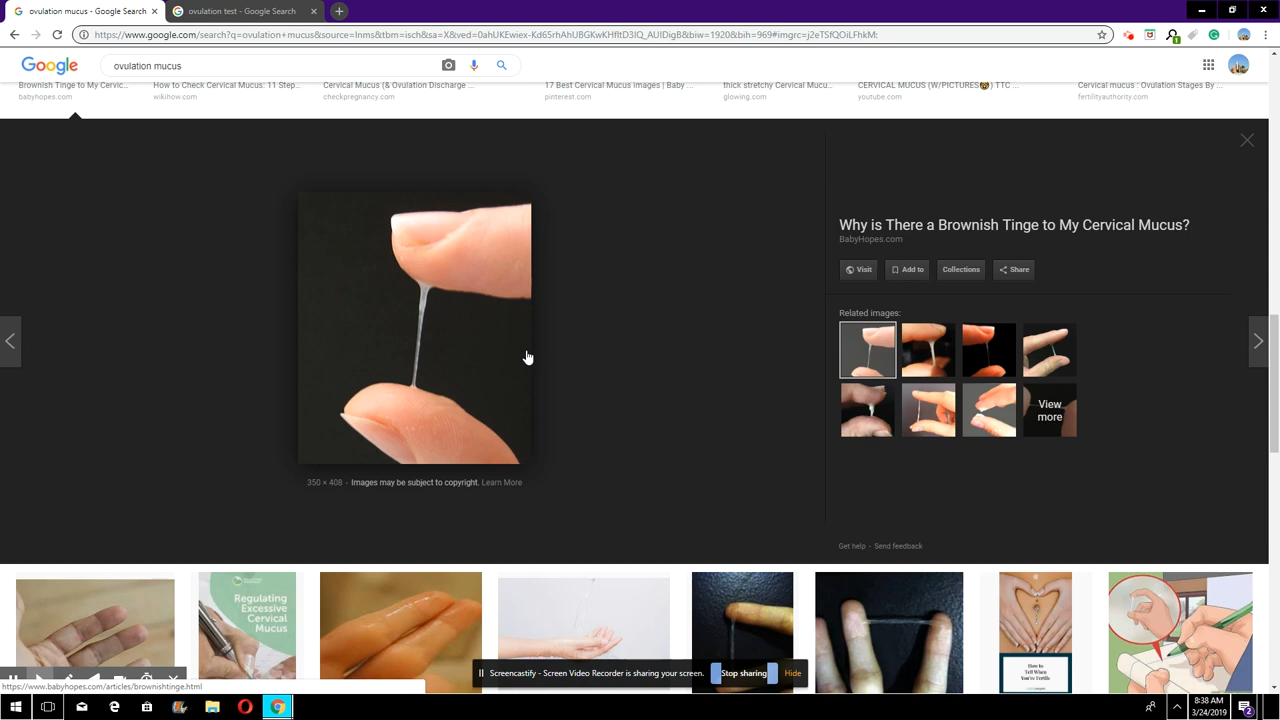 ovulation mucus - Google Search
ovulation test - Google Search
https://www.google.com/search?q=ovulation+mucus&source=lnms&tbm=isch&sa=X&ved=0ahUKEwiex-Kd65rhAhUBGKwKHfltD3IQ_AUIDigB&biw=1920&bih=969#imgrc=j2eTSfQOiLFhkM:
Google
ovulation mucus
Brownish Tinge to My Cervic...
How to Check Cervical Mucus: 11 Step...
Cervical Mucus (& Ovulation Discharge ...
17 Best Cervical Mucus images | Baby ...
thick stretchy Cervical Mucu...
CERVICAL MUCUS (W/PICTURES🤓) TTC ...
Cervical mucus : Ovulation Stages By ...
babyhopes.com
wikihow.com
checkpregnancy.com
pinterest.com
glowing.com
youtube.com
fertilityauthority.com
Why is There a Brownish Tinge to My Cervical Mucus?
BabyHopes.com
Visit
Add to
Collections
Share
Related images:
View
more
350 × 408 - Images may be subject to copyright. Learn More
Get help - Send feedback
Regulating
Excessive
Cervical
Mucus
How to
Tell When
You're Fertile
Screencastify - Screen Video Recorder is sharing your screen.
Stop sharing
Hide
https://www.babyhopes.com/articles/brownishtinge.html
8:38 AM
3/24/2019
2